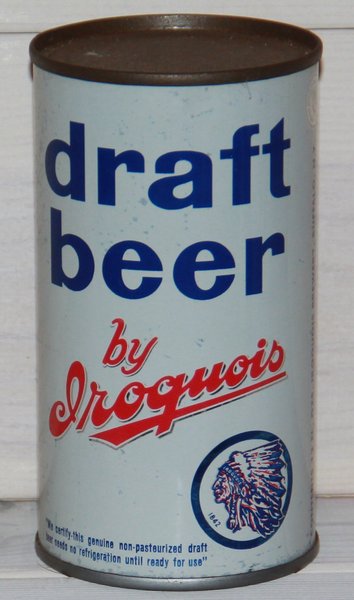 draft
beer
by
Iroquois
1842
"We certify-this genuine non-pasteurized draft
beer needs no refrigeration until ready for use"